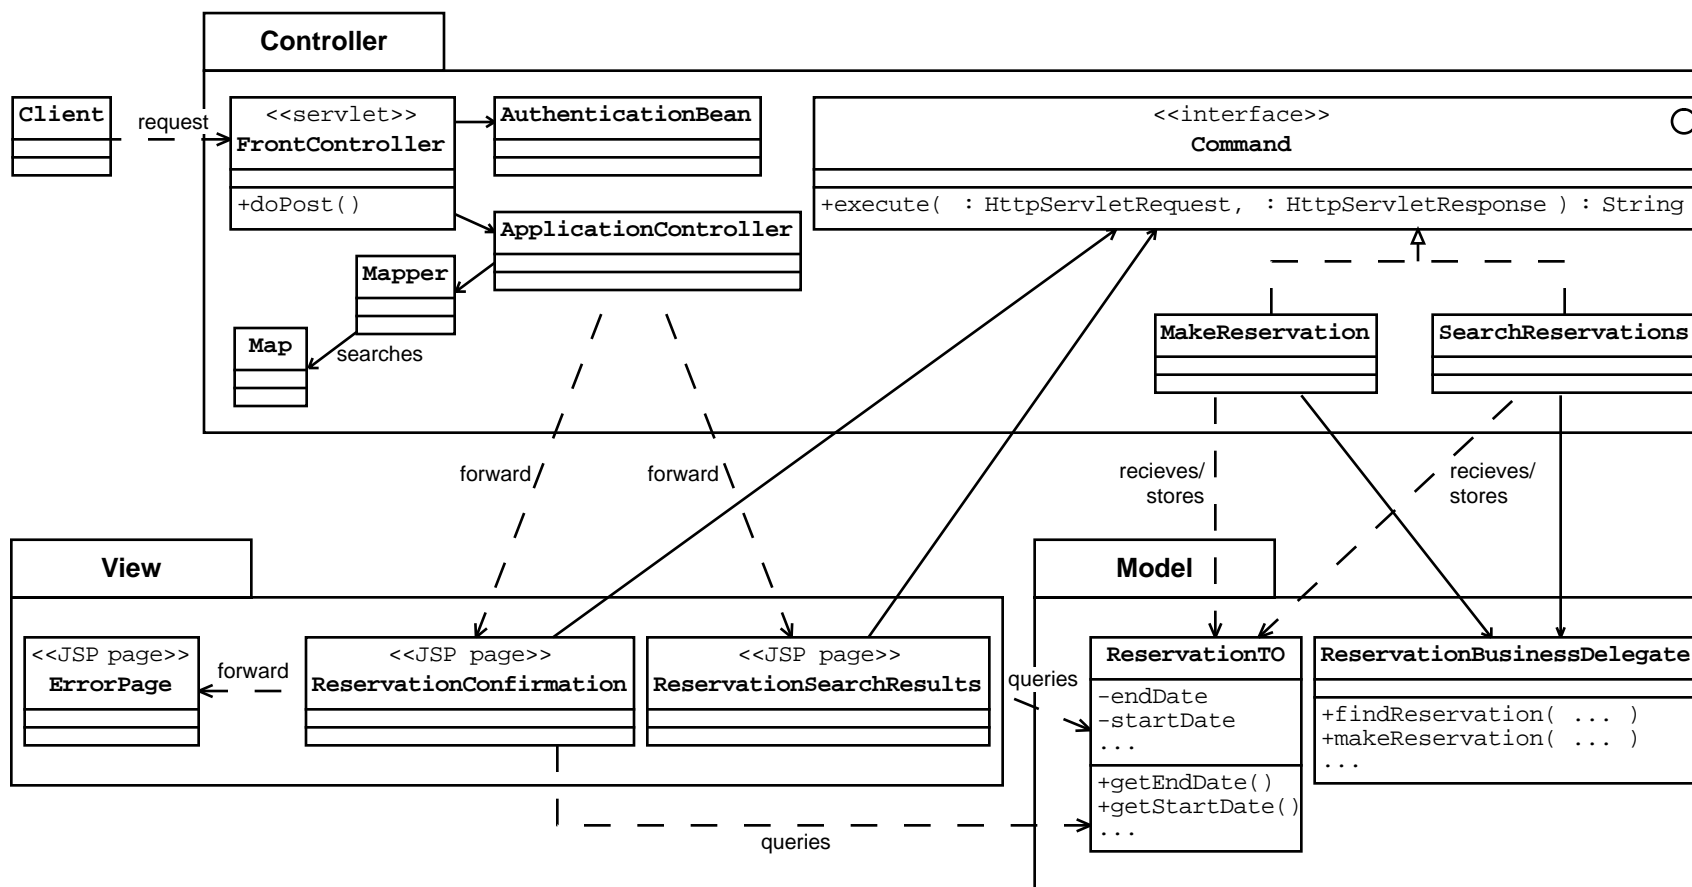 Controller
Client
request
<<servlet>>
FrontController
+doPost()
AuthenticationBean
<<interface>>
Command
+execute( : HttpServletRequest, : HttpServletResponse ) : String
ApplicationController
Mapper
Map
searches
MakeReservation
SearchReservations
forward
forward
recieves/
stores
recieves/
stores
View
Model
<<JSP page>>
ErrorPage
forward
<<JSP page>>
ReservationConfirmation
<<JSP page>>
ReservationSearchResults
queries
ReservationTO
-endDate
-startDate
...
+getEndDate()
+getStartDate()
...
ReservationBusinessDelegate
+findReservation( ... )
+makeReservation( ... )
...
queries